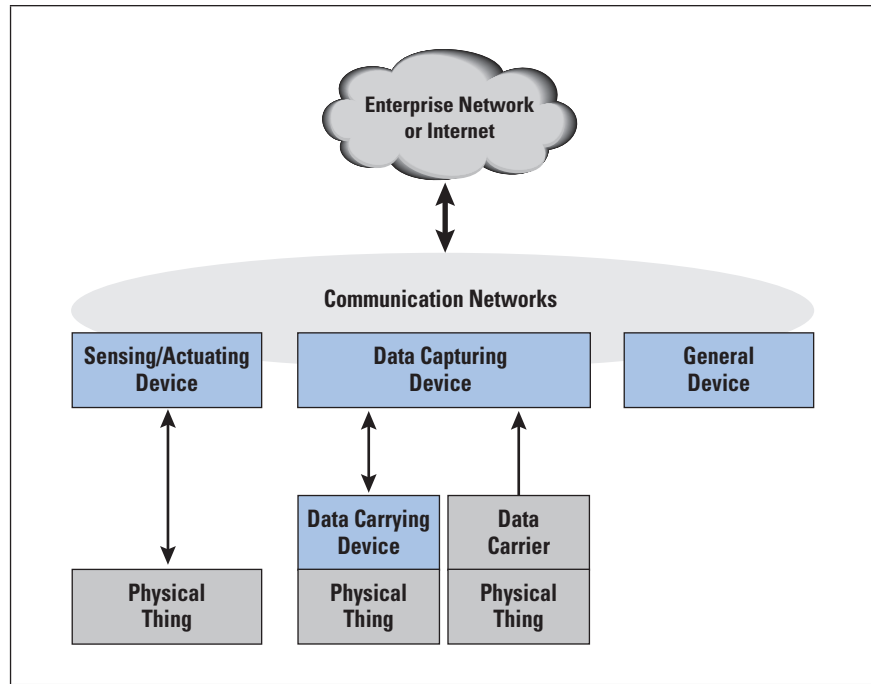 Enterprise Network
or Internet
Communication Networks
Sensing/Actuating
Device
Data Capturing
Device
General
Device
Data Carrying
Device
Data
Carrier
Physical
Thing
Physical
Thing
Physical
Thing